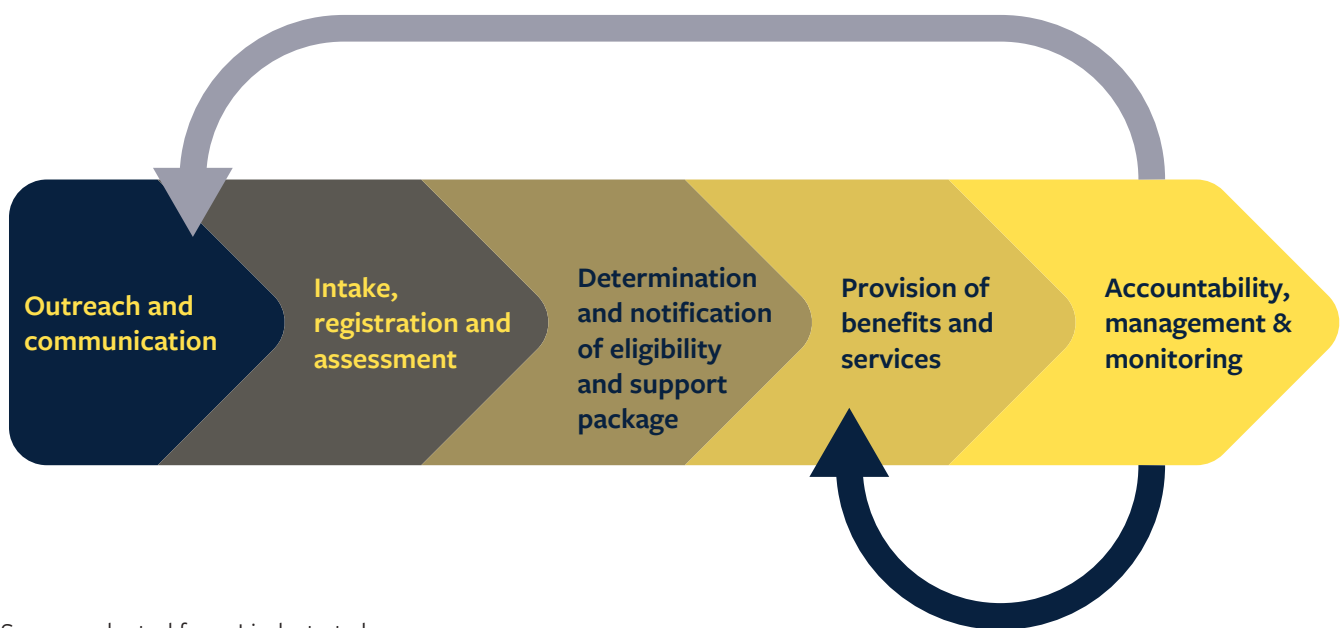 Outreach and
communication
Intake,
registration and
assessment
Determination
and notification
of eligibility
and support
package
Provision of
benefits and
services
Accountability,
management &
monitoring